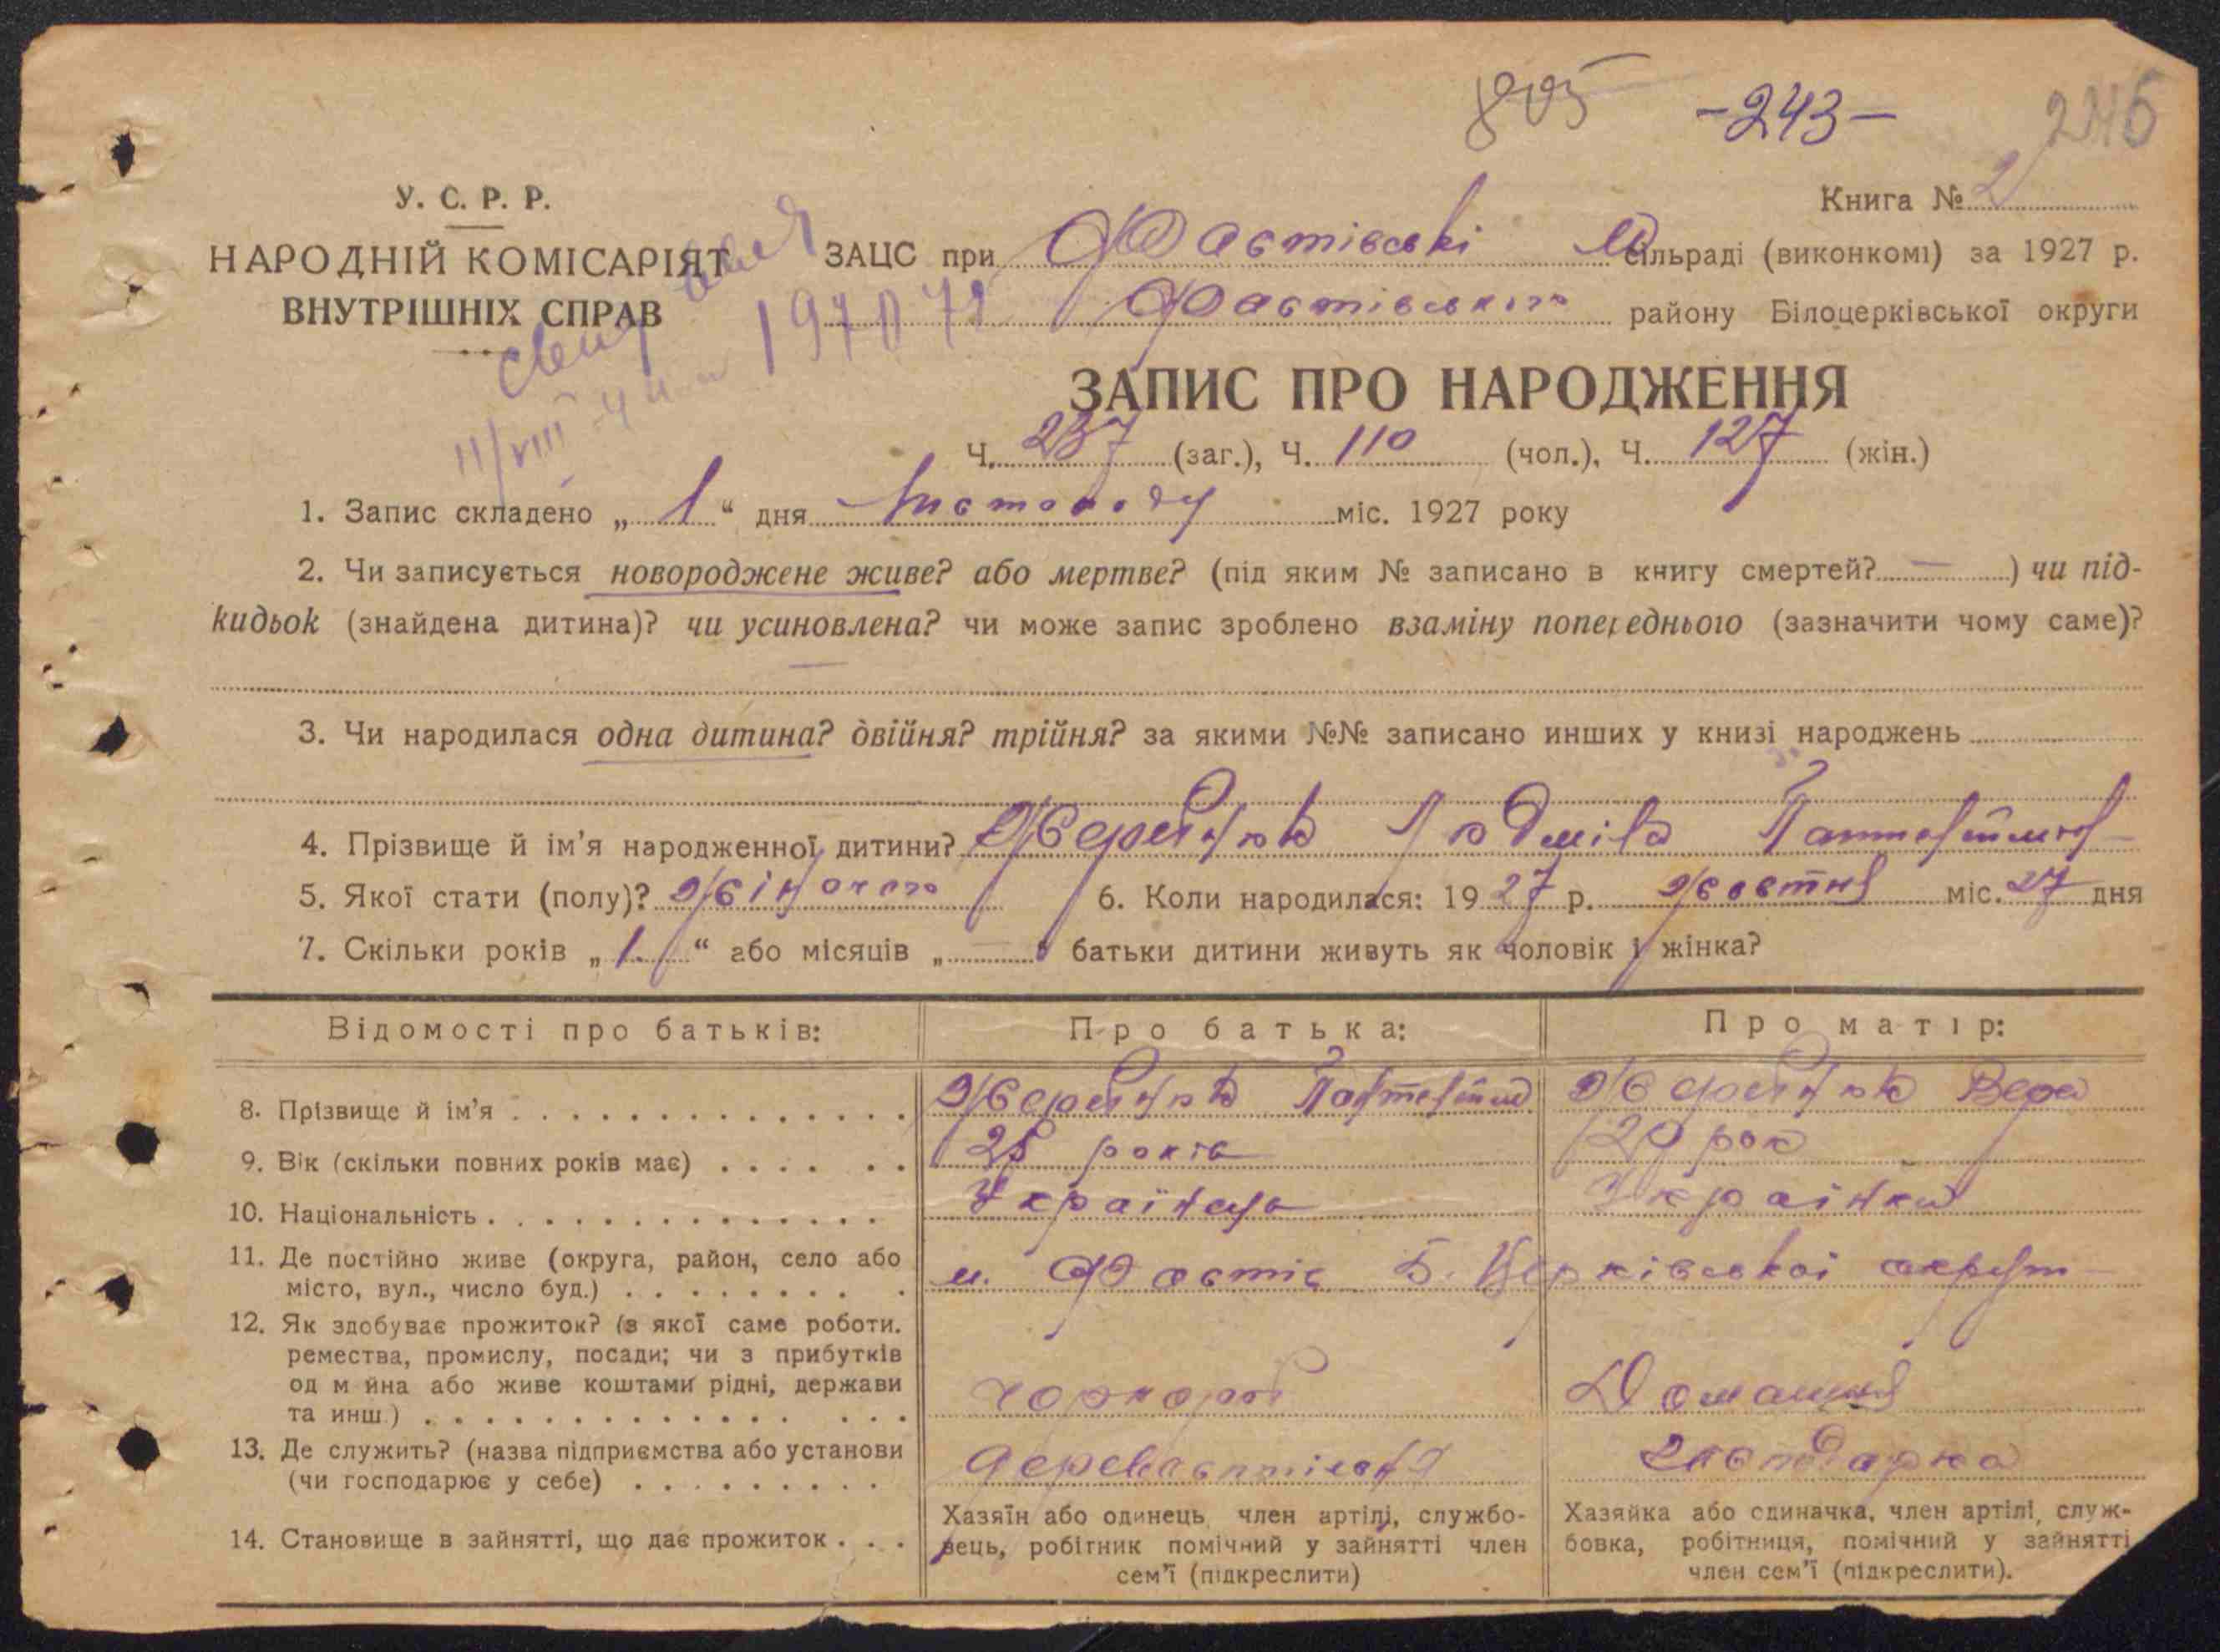 805 -243- 246
У. С. Р. Р.
Книга № 2
НАРОДНІЙ КОМІСАРІЯТ
ВНУТРІШНІХ СПРАВ
ЗАЦС при Фастівські М сільраді (виконкомі) за 1927 р.
Фастівського району Білоцерківської округи
11/VIII
ЗАПИС ПРО НАРОДЖЕННЯ
Ч. 237 (заг.), Ч. 110 (чол.), Ч. 127 (жін.)
1. Запис складено „ 1 “ дня Листопаду міс. 1927 року
2. Чи записується новороджене живе? або мертве? (під яким № записано в книгу смертей? — ) чи під-
кидьок (знайдена дитина)? чи усиновлена? чи може запис зроблено взаміну попереднього (зазначити чому саме)?
3. Чи народилася одна дитина? двійня? трійня? за якими №№ записано инших у книзі народжень
4. Прізвище й ім’я народженної дитини? Людміла
5. Якої стати (полу)? жіночого 6. Коли народилася: 1927 р. жовтня міс. 27 дня
7. Скільки років „ 1. “ або місяців „ — “ батьки дитини живуть як чоловік і жінка?
Відомості про батьків: Про батька: Про матір:
8. Прізвище й ім’я Вера
9. Вік (скільки повних років має) 25 років 20 рок
10. Національність Українець Українка
11. Де постійно живе (округа, район, село або
місто, вул., число буд.) м. Фастів Б. Церківської округи
12. Як здобуває прожиток? (з якої саме роботи.
ремества, промислу, посади; чи з прибутків
од м йна або живе коштами рідні, держави
та инш.) чорнороб Домашня
13. Де служить? (назва підприємства або установи
(чи господарює у себе) господарка
14. Становище в зайнятті, що дає прожиток
Хазяїн або одинець, член артілі, службо-
вець, робітник помічний у зайнятті член
сем’ї (підкреслити)
Хазяйка або одиначка, член артілі, служ-
бовка, робітниця, помічний у зайнятті
член сем’ї (підкреслити).